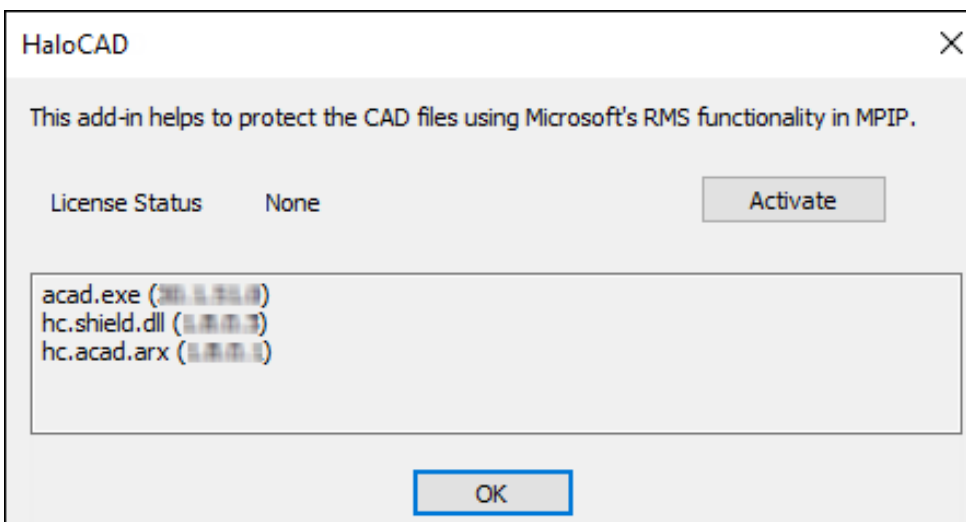 HaloCAD
This add-in helps to protect the CAD files using Microsoft's RMS functionality in MPIP.
License Status None Activate
acad.exe ()
hc.shield.dll ()
hc.acad.arx ()
OK